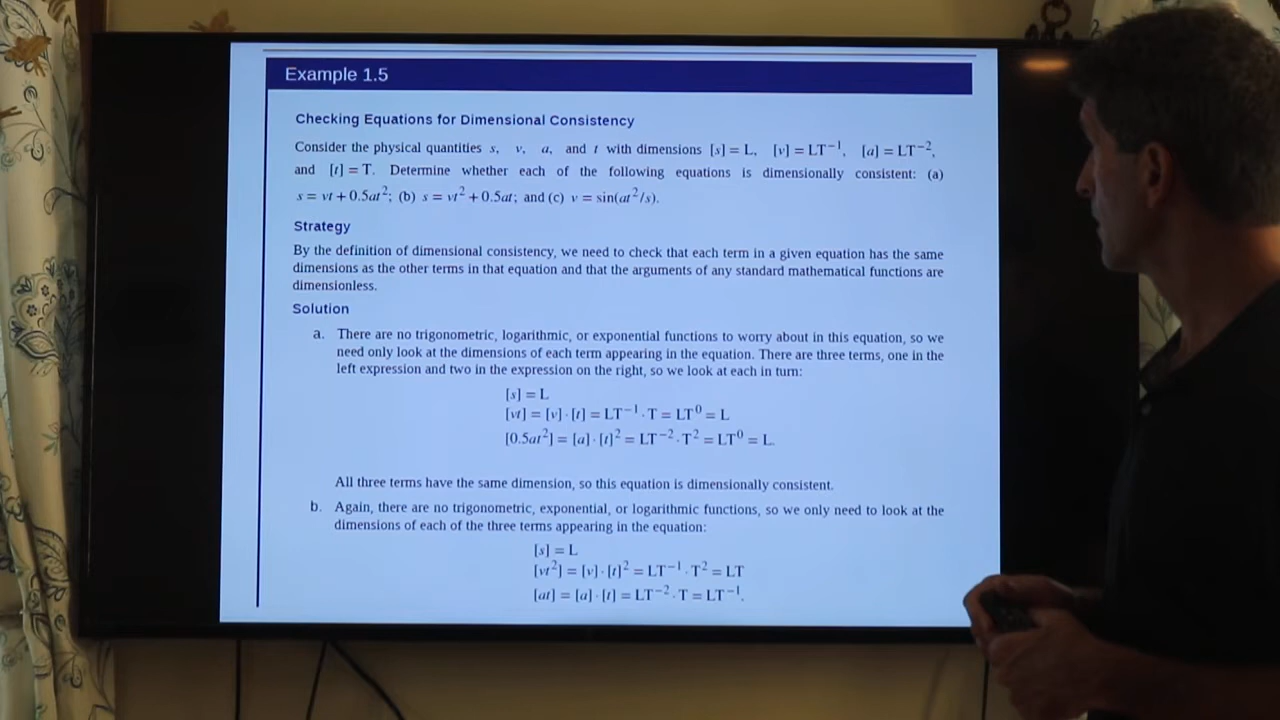 Example 1.5
Checking Equations for Dimensional Consistency
Consider the physical quantities s, v, a, and t with dimensions [s] = L, [v] = LT⁻¹, [a] = LT⁻²,
and [t] = T. Determine whether each of the following equations is dimensionally consistent: (a)
s = vt + 0.5at²; (b) s = vt² + 0.5at; and (c) v = sin(at²/s).
Strategy
By the definition of dimensional consistency, we need to check that each term in a given equation has the same
dimensions as the other terms in that equation and that the arguments of any standard mathematical functions are
dimensionless.
Solution
a. There are no trigonometric, logarithmic, or exponential functions to worry about in this equation, so we
need only look at the dimensions of each term appearing in the equation. There are three terms, one in the
left expression and two in the expression on the right, so we look at each in turn:
[s] = L
[vt] = [v] · [t] = LT⁻¹ · T = LT⁰ = L
[0.5at²] = [a] · [t]² = LT⁻² · T² = LT⁰ = L.
All three terms have the same dimension, so this equation is dimensionally consistent.
b. Again, there are no trigonometric, exponential, or logarithmic functions, so we only need to look at the
dimensions of each of the three terms appearing in the equation:
[s] = L
[vt²] = [v] · [t]² = LT⁻¹ · T² = LT
[at] = [a] · [t] = LT⁻² · T = LT⁻¹.